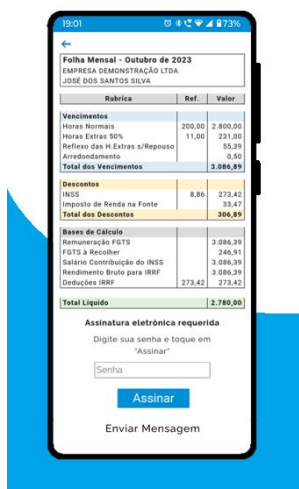 19:01 73%
Folha Mensal - Outubro de 2023
EMPRESA DEMONSTRAÇÃO LTDA
JOSÉ DOS SANTOS SILVA
Rubrica Ref. Valor
Vencimentos
Horas Normais 200,00 2.800,00
Horas Extras 50% 11,00 231,00
Reflexo das H.Extras s/Repouso 55,39
Arredondamento 0,50
Total dos Vencimentos 3.086,89
Descontos
INSS 8,86 273,42
Imposto de Renda na Fonte 33,47
Total dos Descontos 306,89
Bases de Cálculo
Remuneração FGTS 3.086,39
FGTS à Recolher 246,91
Salário Contribuição do INSS 3.086,39
Rendimento Bruto para IRRF 3.086,39
Deduções IRRF 273,42 273,42
Total Líquido 2.780,00
Assinatura eletrônica requerida
Digite sua senha e toque em
"Assinar"
Senha
Assinar
Enviar Mensagem